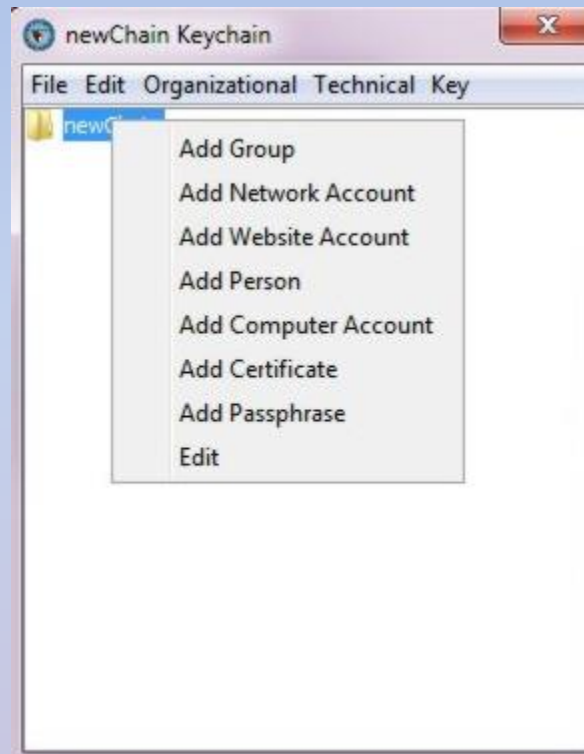 newChain Keychain
File Edit Organizational Technical Key
Add Group
Add Network Account
Add Website Account
Add Person
Add Computer Account
Add Certificate
Add Passphrase
Edit